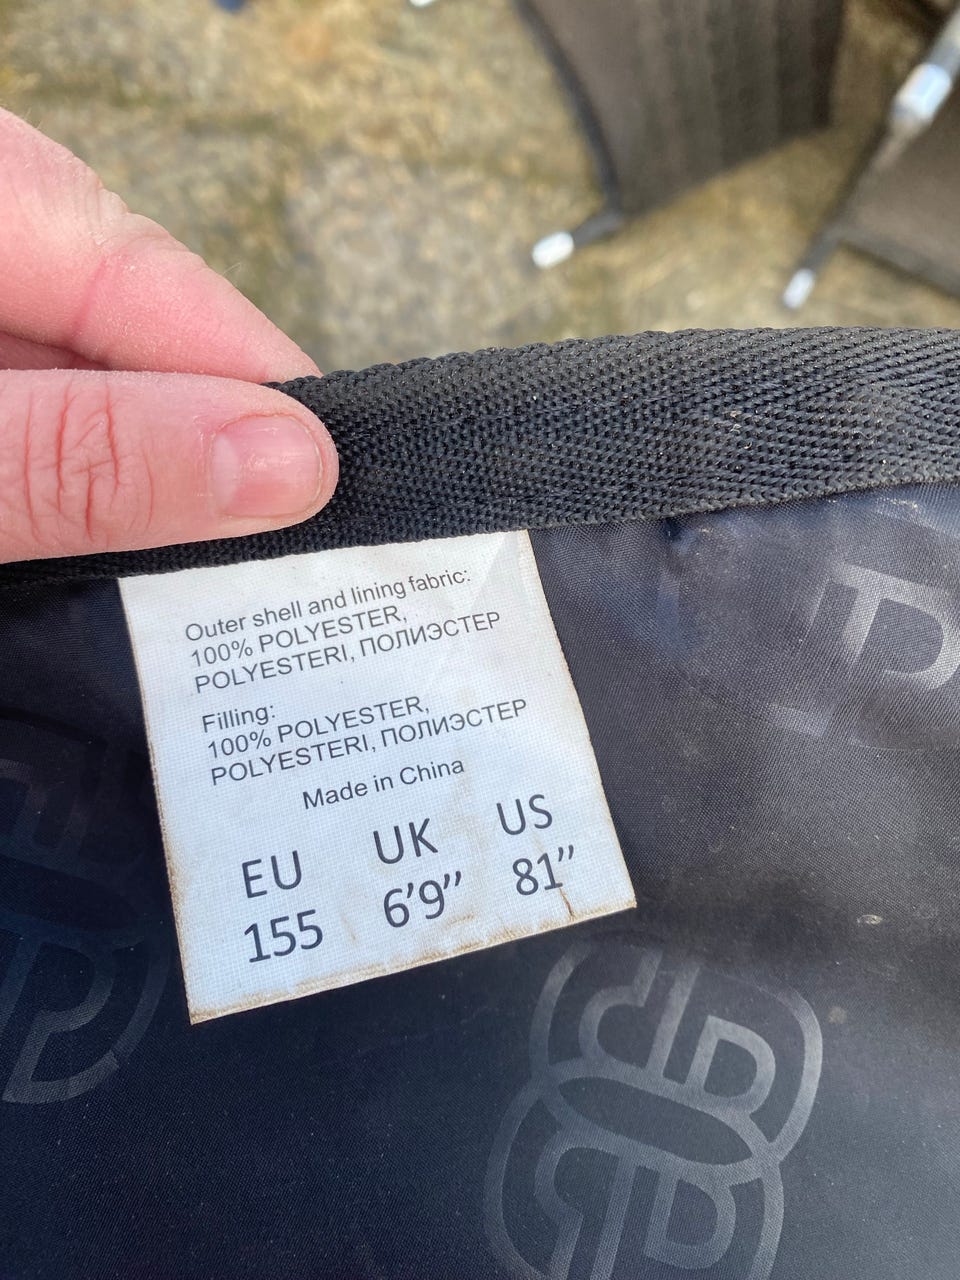 Outer shell and lining fabric:
100% POLYESTER,
POLYESTERI, ПОЛИЭСТЕР
Filling:
100% POLYESTER,
POLYESTERI, ПОЛИЭСТЕР
Made in China
EU UK US
155 6’9’’ 81’’